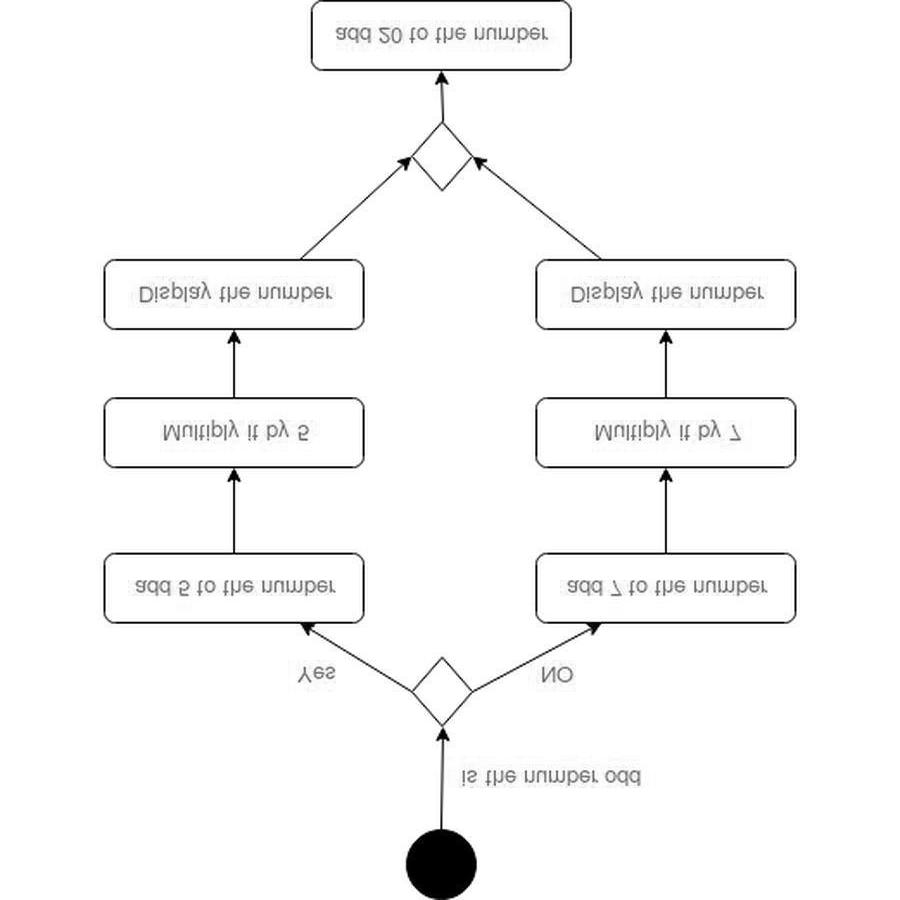 is the number odd
Yes
NO
add 5 to the number
add 7 to the number
Multiply it by 5
Multiply it by 7
Display the number
Display the number
add 20 to the number